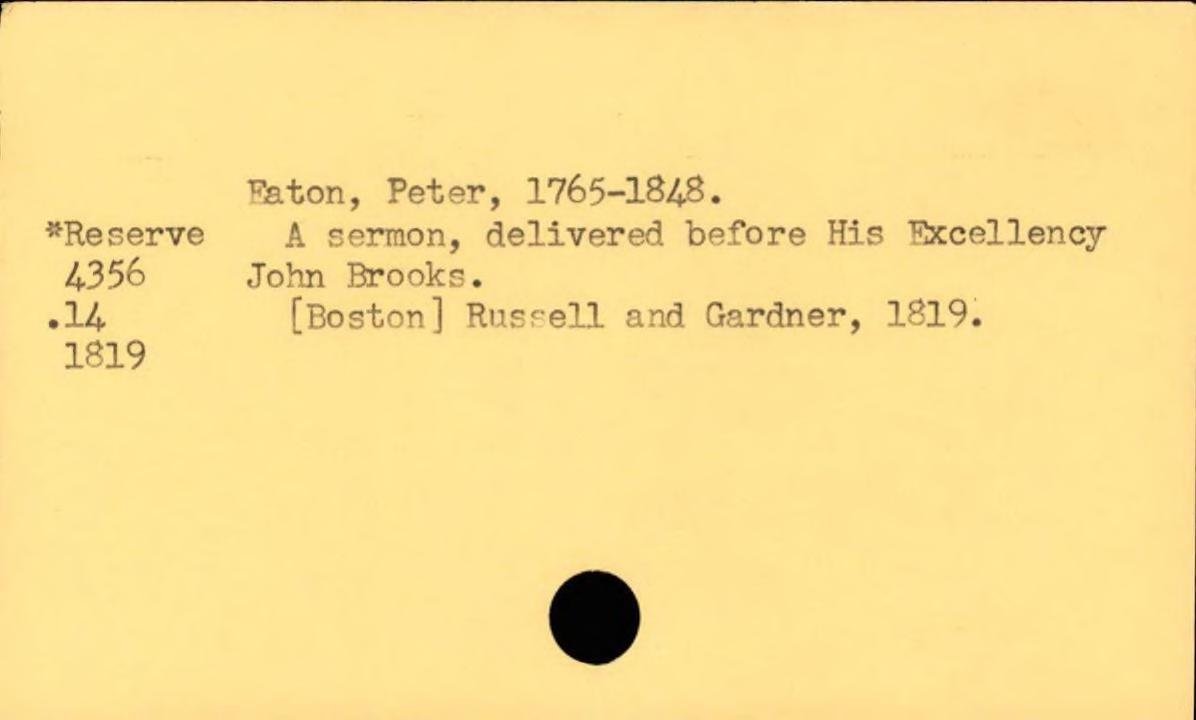 Eaton, Peter, 1765-1848.
*Reserve A sermon, delivered before His Excellency
4356 John Brooks.
.14 [Boston] Russell and Gardner, 1819.
1819